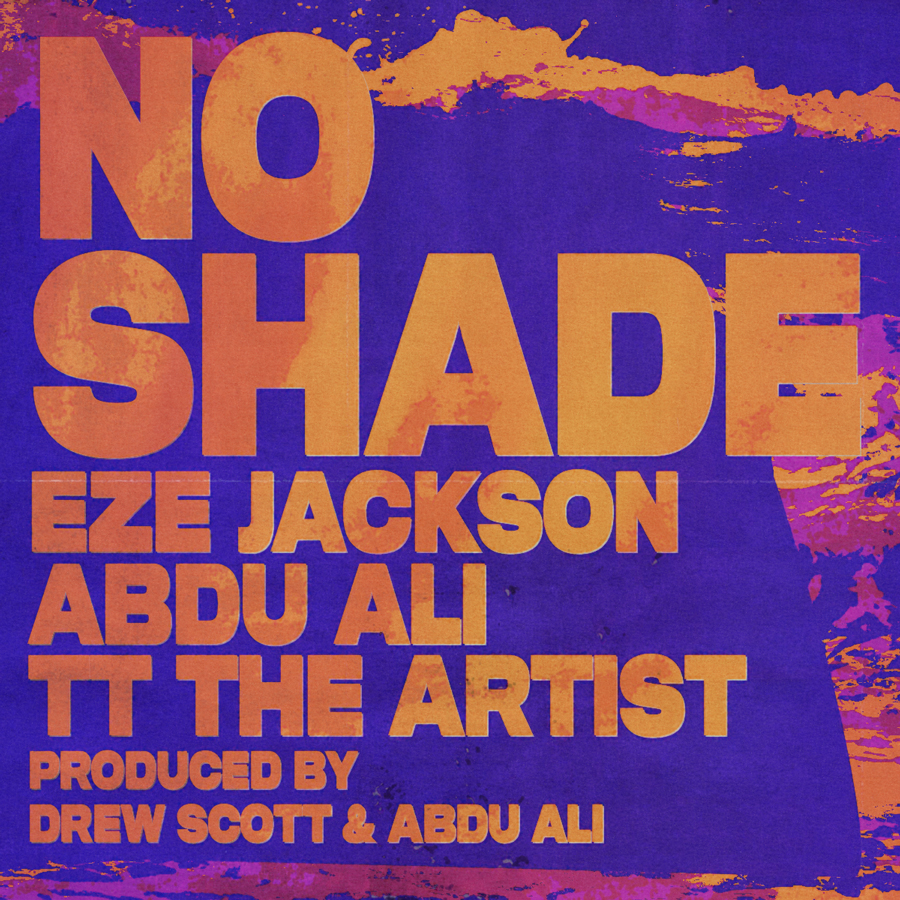 NO
SHADE
EZE JACKSON
ABDU ALI
TT THE ARTIST
PRODUCED BY
DREW SCOTT & ABDU ALI